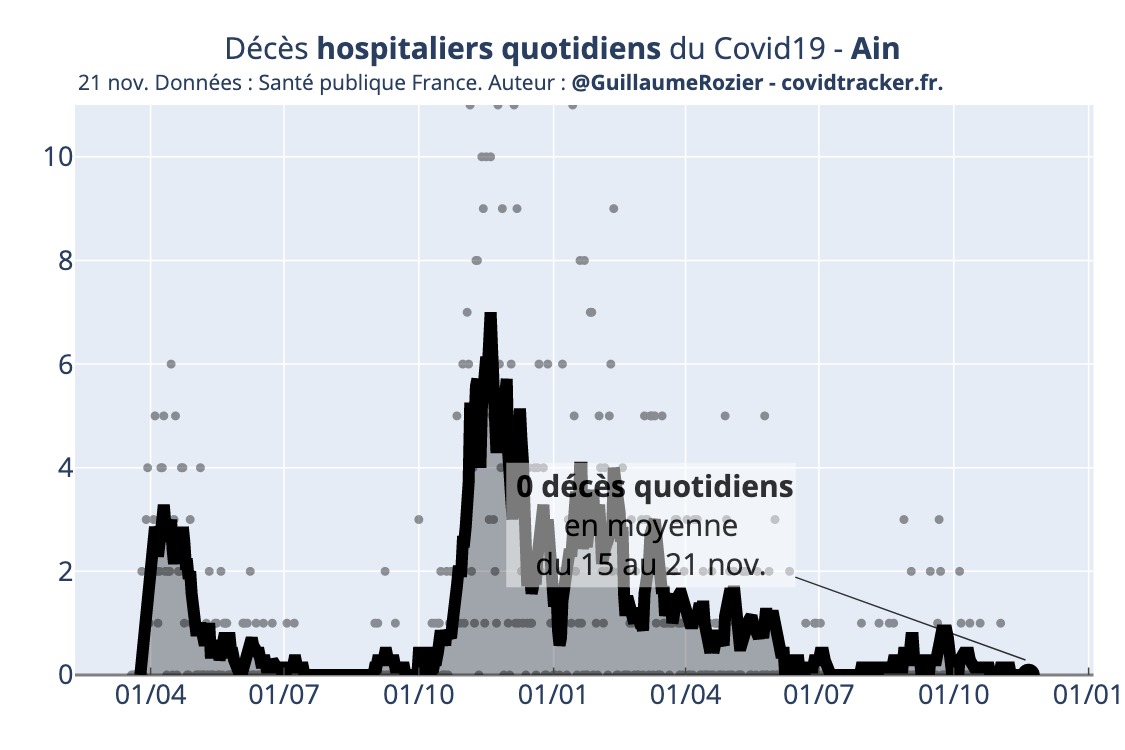 Décès hospitaliers quotidiens du Covid19 - Ain
21 nov. Données : Santé publique France. Auteur : @GuillaumeRozier - covidtracker.fr.
10
8
6
4
2
0
0 décès quotidiens
en moyenne
du 15 au 21 nov.
01/04 01/07 01/10 01/01 01/04 01/07 01/10 01/01